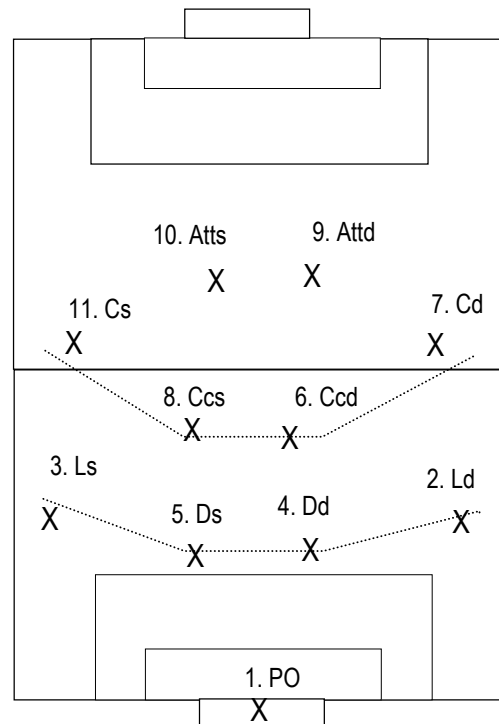 10. Atts
9. Attd
11. Cs
7. Cd
8. Ccs
6. Ccd
3. Ls
2. Ld
5. Ds
4. Dd
1. PO